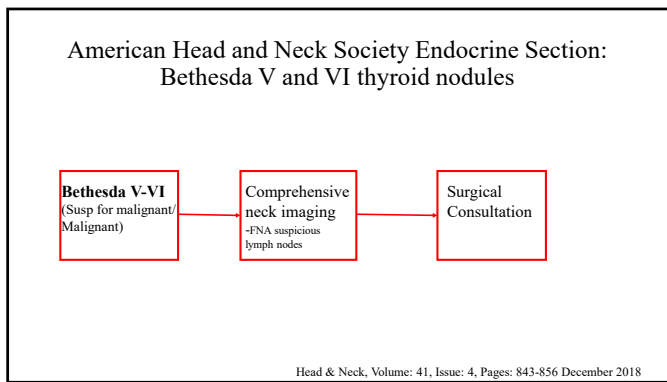 American Head and Neck Society Endocrine Section:
Bethesda V and VI thyroid nodules
Bethesda V-VI
(Susp for malignant/
Malignant)
Comprehensive
neck imaging
-FNA suspicious
lymph nodes
Surgical
Consultation
Head & Neck, Volume: 41, Issue: 4, Pages: 843-856 December 2018